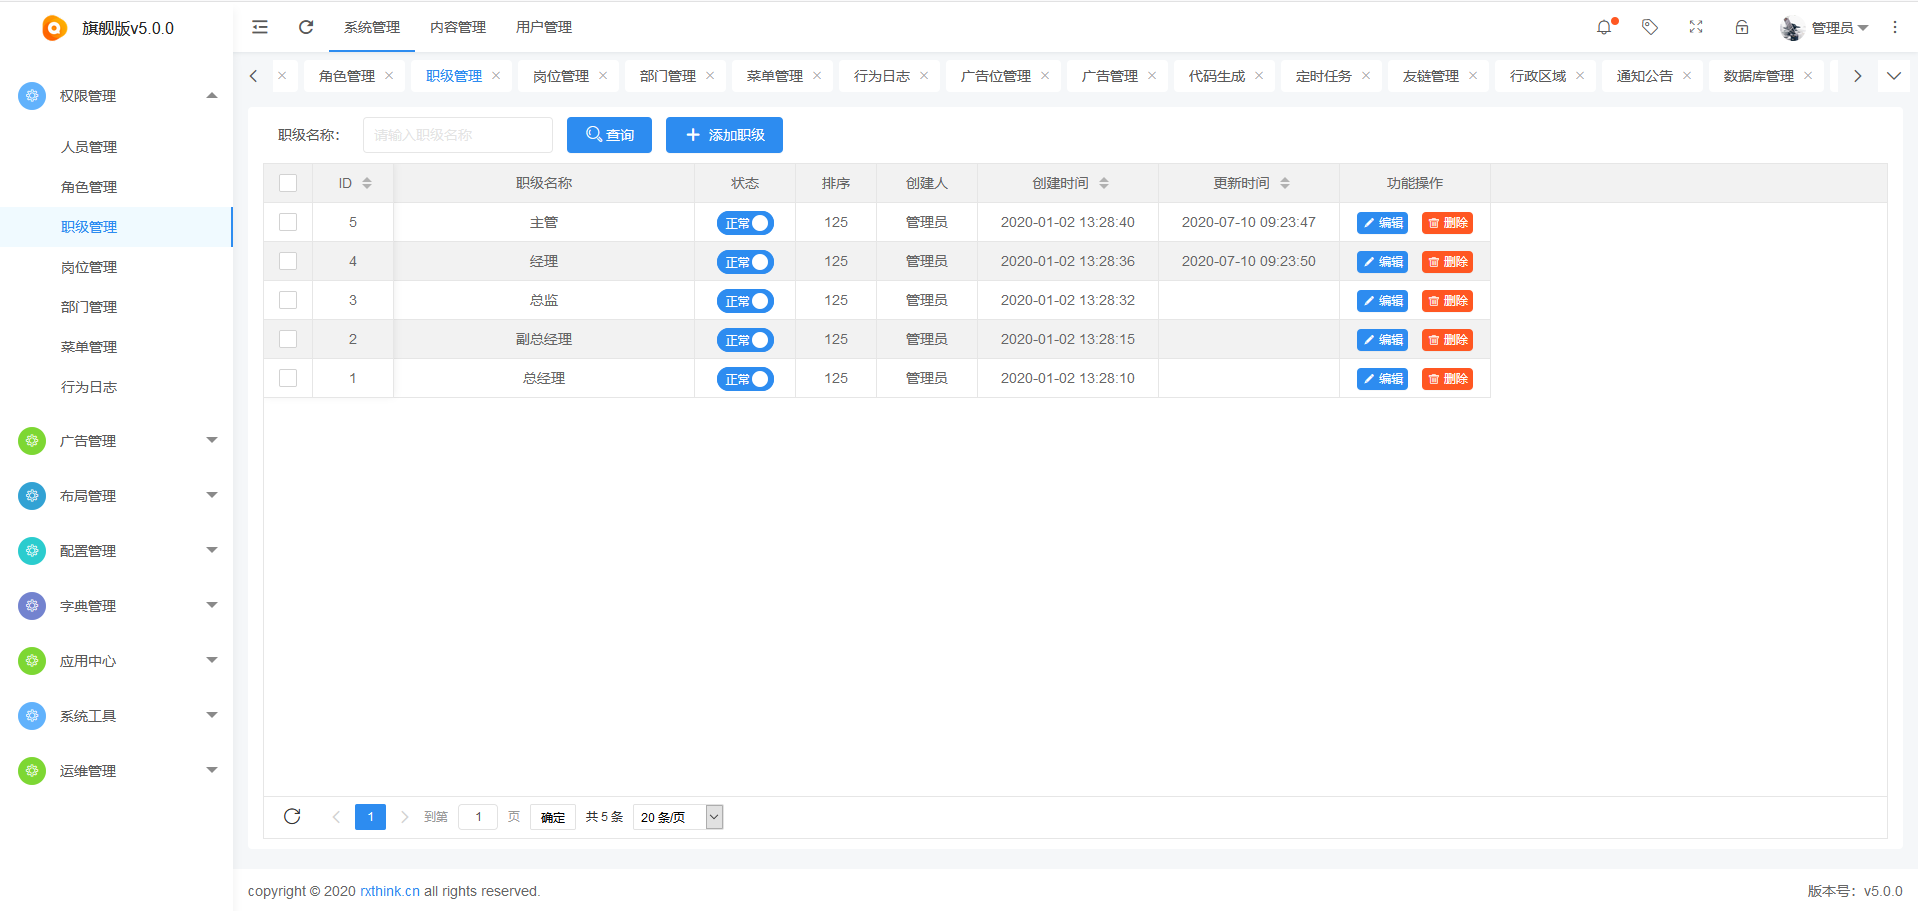 旗舰版v5.0.0
系统管理 内容管理 用户管理
管理员
角色管理 职级管理 岗位管理 部门管理 菜单管理 行为日志 广告位管理 广告管理 代码生成 定时任务 友链管理 行政区域 通知公告 数据库管理
权限管理
人员管理
角色管理
职级管理
岗位管理
部门管理
菜单管理
行为日志
广告管理
布局管理
配置管理
字典管理
应用中心
系统工具
运维管理
职级名称： 请输入职级名称 查询 添加职级
ID 职级名称 状态 排序 创建人 创建时间 更新时间 功能操作
5 主管 正常 125 管理员 2020-01-02 13:28:40 2020-07-10 09:23:47 编辑 删除
4 经理 正常 125 管理员 2020-01-02 13:28:36 2020-07-10 09:23:50 编辑 删除
3 总监 正常 125 管理员 2020-01-02 13:28:32 编辑 删除
2 副总经理 正常 125 管理员 2020-01-02 13:28:15 编辑 删除
1 总经理 正常 125 管理员 2020-01-02 13:28:10 编辑 删除
1 到第 1 页 确定 共 5 条 20 条/页
copyright © 2020 rxthink.cn all rights reserved.
版本号：v5.0.0